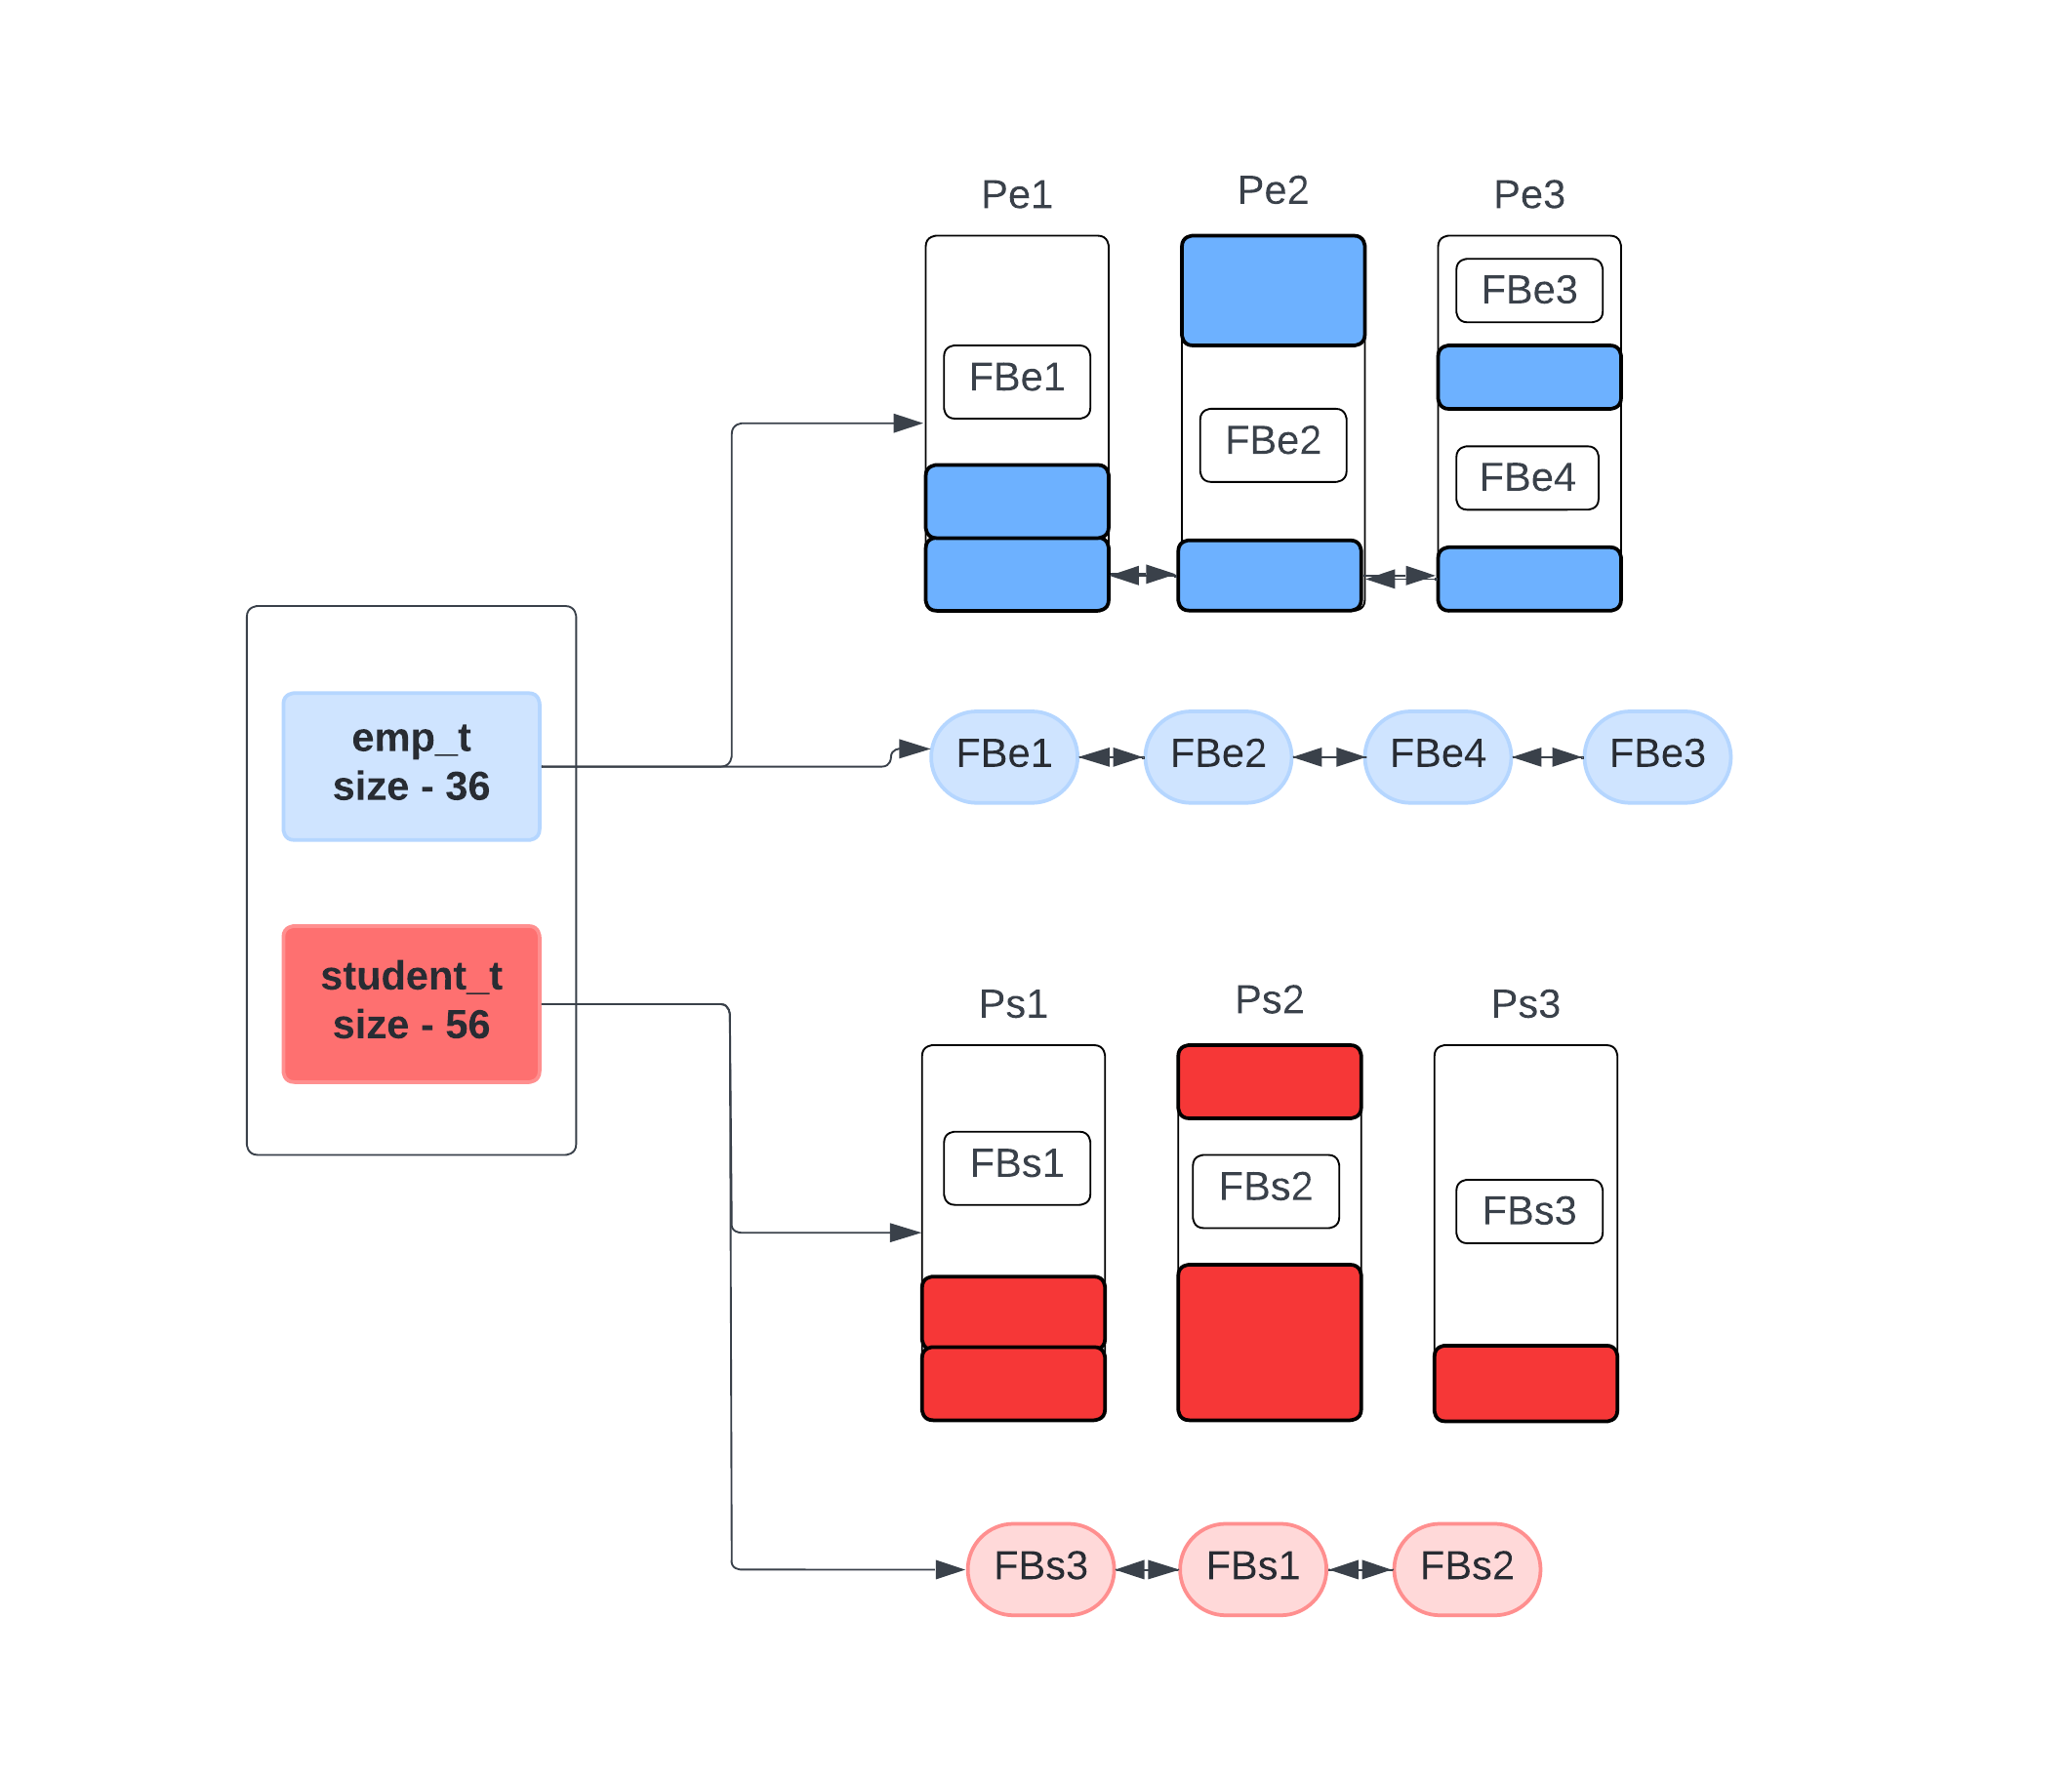 Pe1
Pe2
Pe3
FBe1
FBe2
FBe3
FBe4
emp_t
size - 36
FBe1
FBe2
FBe4
FBe3
student_t
size - 56
Ps1
Ps2
Ps3
FBs1
FBs2
FBs3
FBs3
FBs1
FBs2